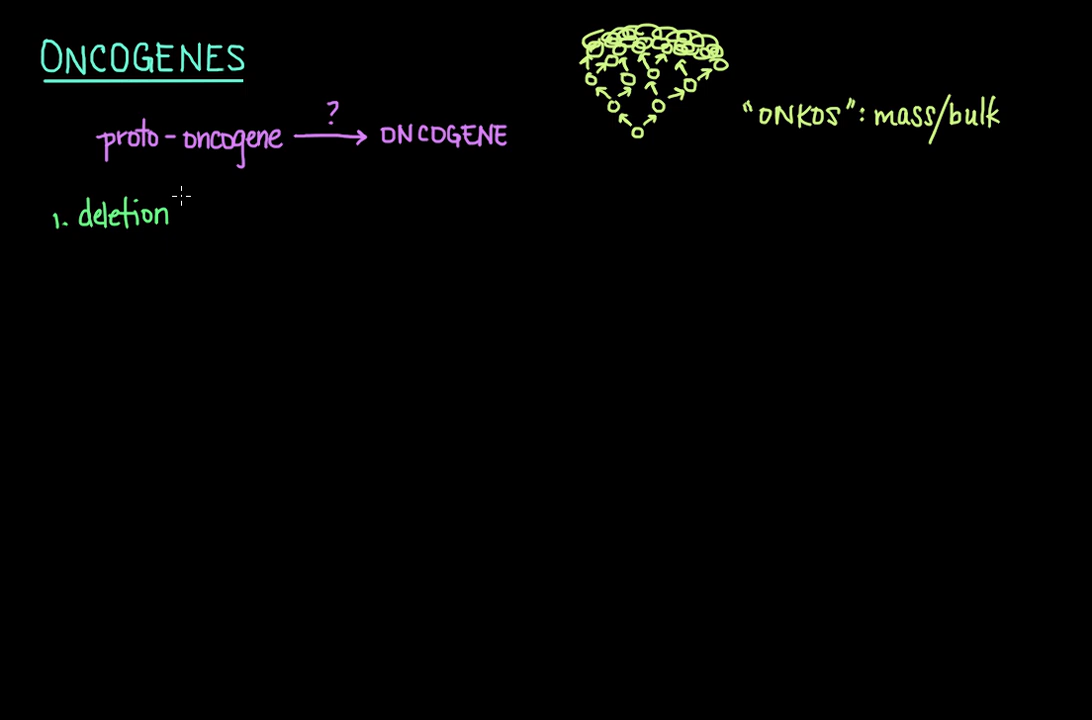 ONCOGENES
proto-oncogene ? → ONCOGENE
"ONKOS": mass/bulk
1. deletion